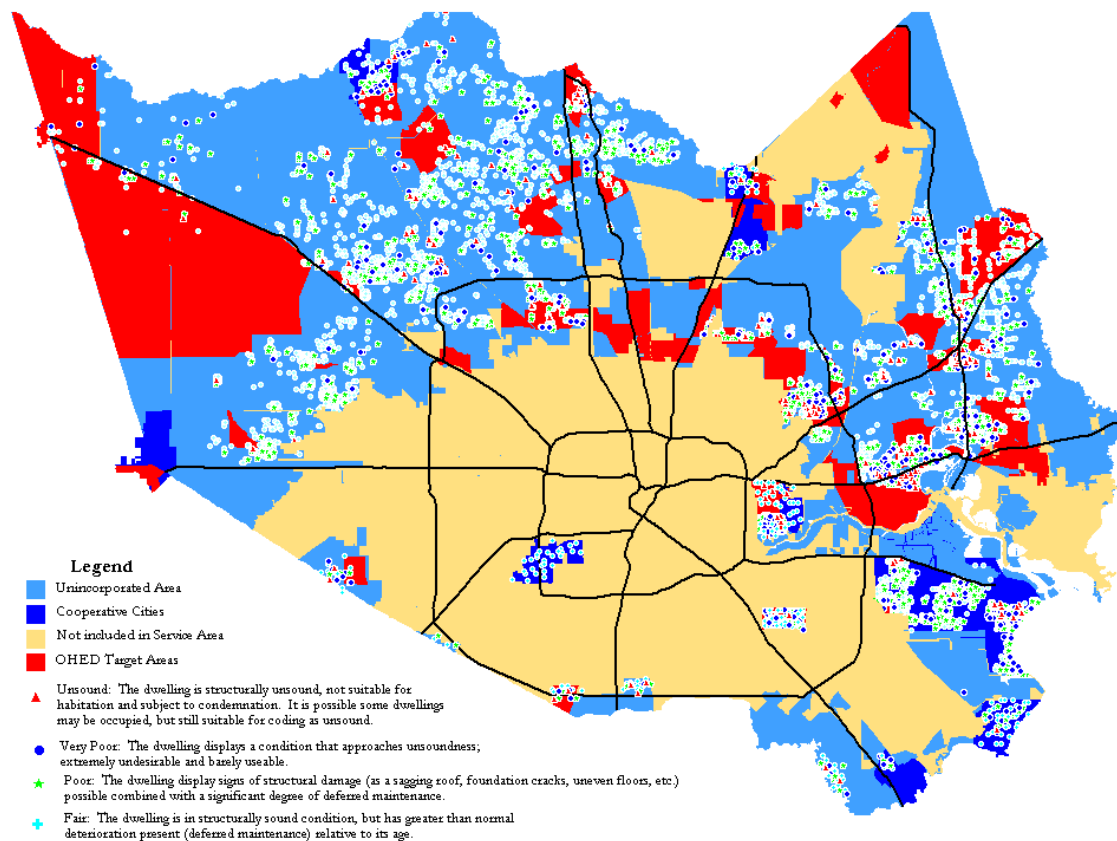 Legend
Unincorporated Area
Cooperative Cities
Not included in Service Area
OHED Target Areas
Unsound: The dwelling is structurally unsound, not suitable for
habitation and subject to condemnation. It is possible some dwellings
may be occupied, but still suitable for coding as unsound.
Very Poor: The dwelling displays a condition that approaches unsoundness;
extremely undesirable and barely useable.
Poor: The dwelling display signs of structural damage (as a sagging roof, foundation cracks, uneven floors, etc.)
possible combined with a significant degree of deferred maintenance.
Fair: The dwelling is in structurally sound condition, but has greater than normal
deterioration present (deferred maintenance) relative to its age.